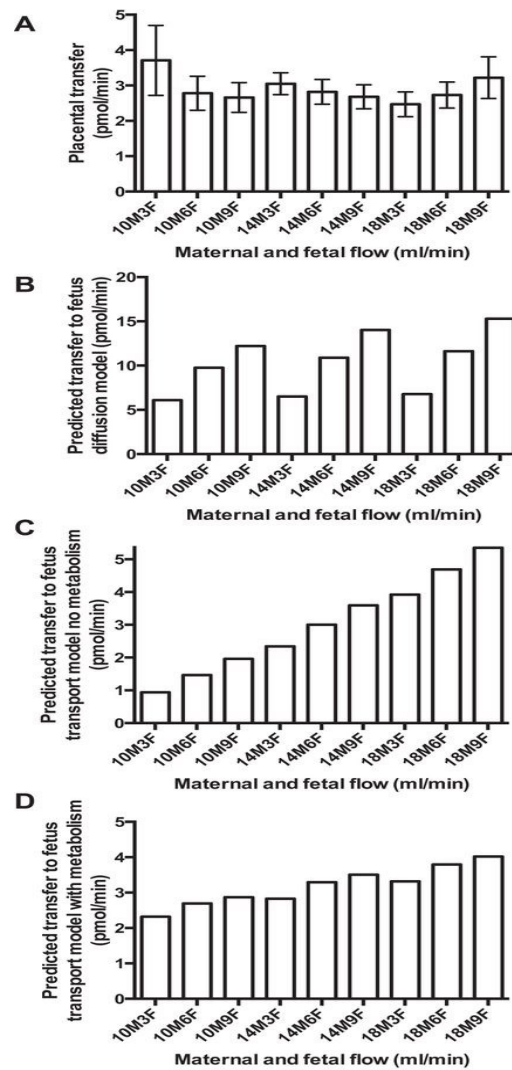 A
Placental transfer
(pmol/min)
5
4
3
2
1
0
10M3F
10M6F
10M9F
14M3F
14M6F
14M9F
18M3F
18M6F
18M9F
Maternal and fetal flow (ml/min)
B
Predicted transfer to fetus
diffusion model (pmol/min)
20
15
10
5
0
10M3F
10M6F
10M9F
14M3F
14M6F
14M9F
18M3F
18M6F
18M9F
Maternal and fetal flow (ml/min)
C
Predicted transfer to fetus
transport model no metabolism
(pmol/min)
5
4
3
2
1
0
10M3F
10M6F
10M9F
14M3F
14M6F
14M9F
18M3F
18M6F
18M9F
Maternal and fetal flow (ml/min)
D
Predicted transfer to fetus
transport model with metabolism
(pmol/min)
5
4
3
2
1
0
10M3F
10M6F
10M9F
14M3F
14M6F
14M9F
18M3F
18M6F
18M9F
Maternal and fetal flow (ml/min)